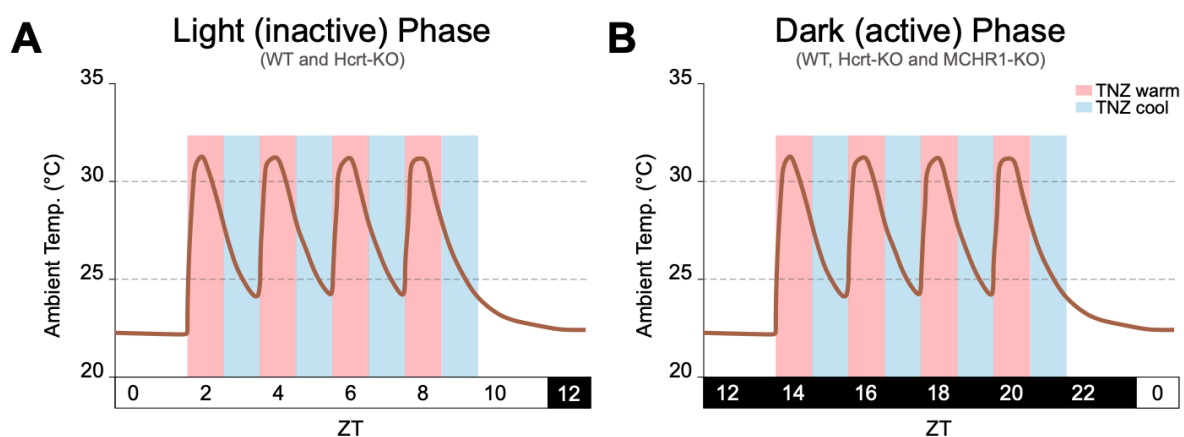 A
Light (inactive) Phase
(WT and Hcrt-KO)
Ambient Temp. (°C)
35
30
25
20
0 2 4 6 8 10 12
ZT
B
Dark (active) Phase
(WT, Hcrt-KO and MCHR1-KO)
TNZ warm
TNZ cool
Ambient Temp. (°C)
35
30
25
20
12 14 16 18 20 22 0
ZT